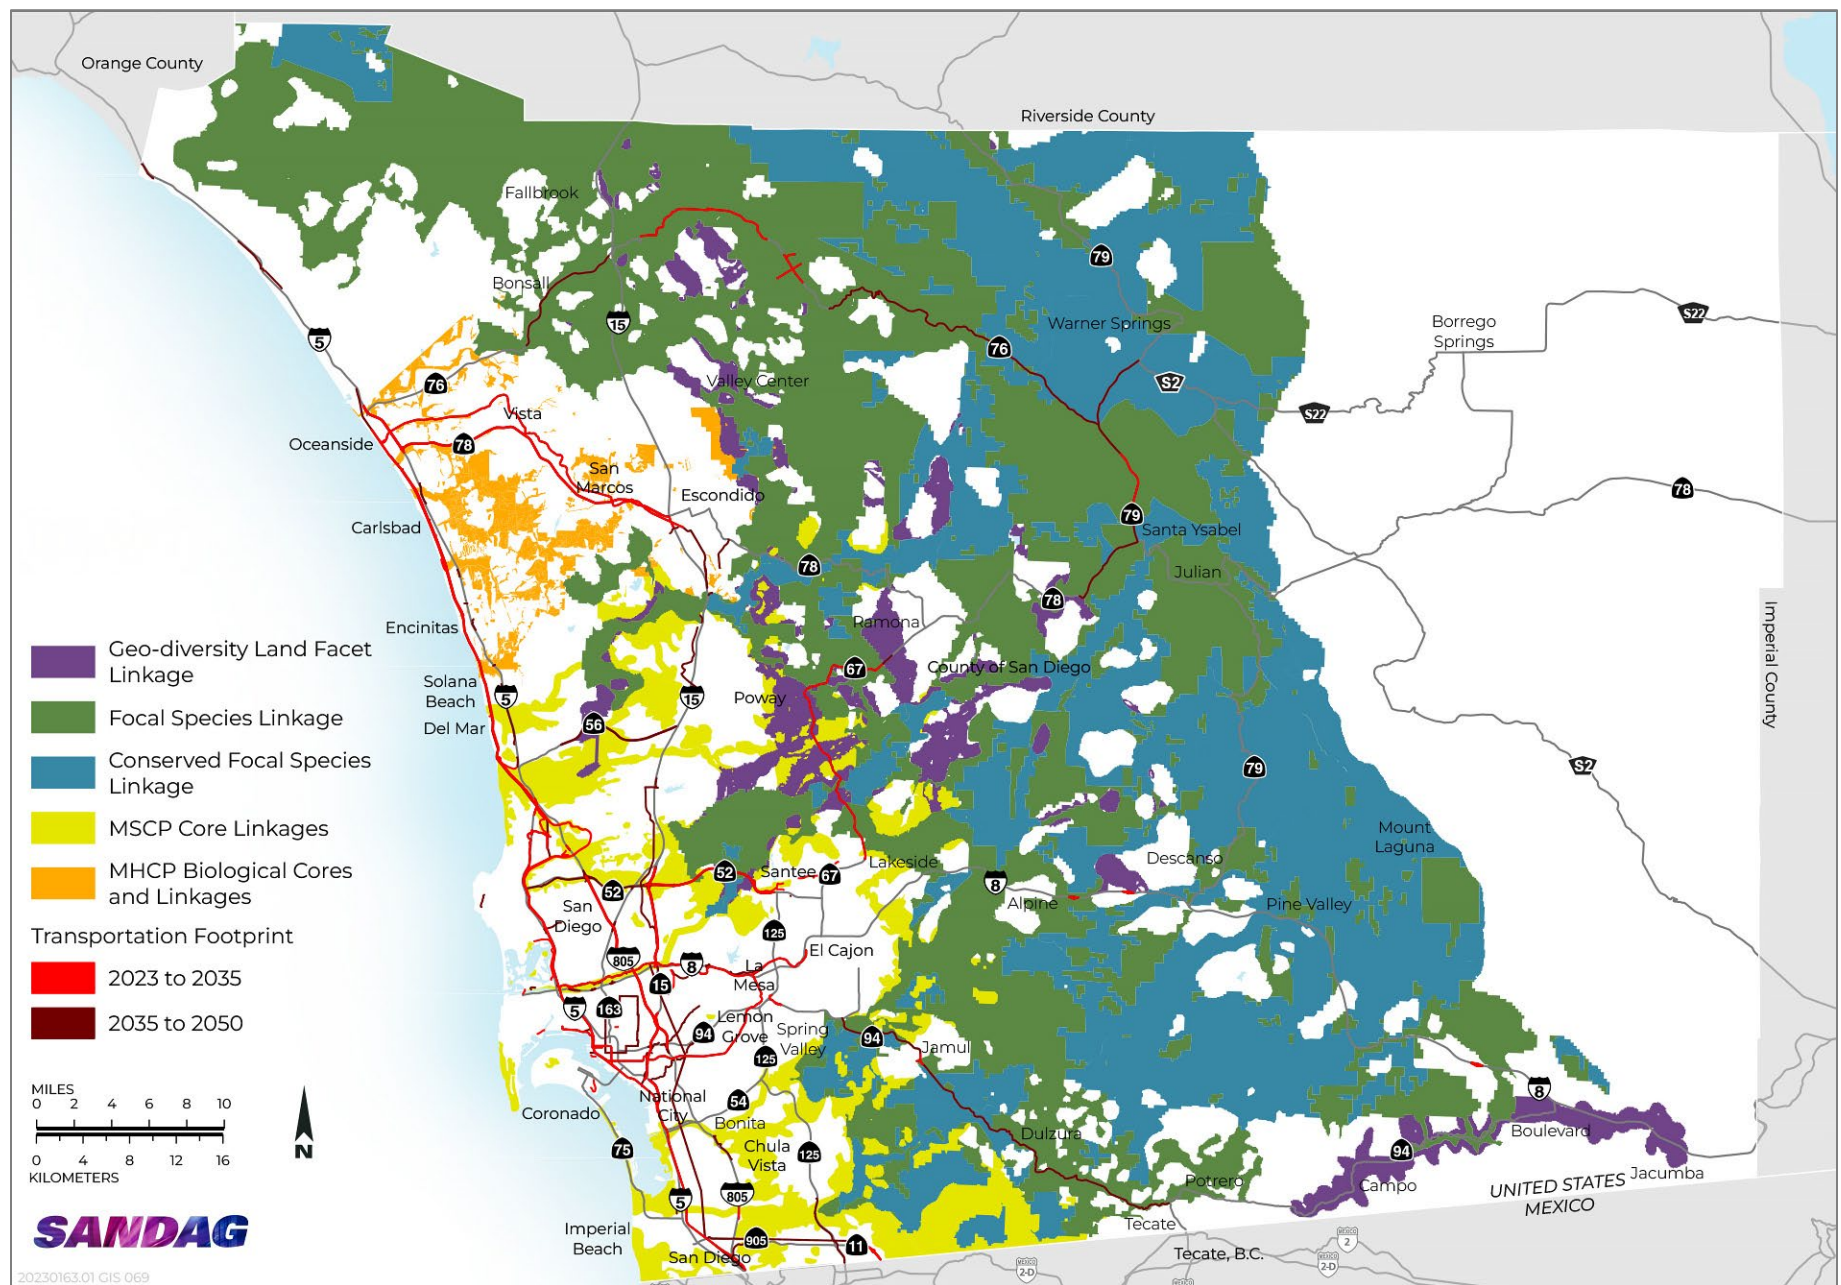 Orange County
Riverside County
Fallbrook
79
Bonsall
15
5
Warner Springs
Borrego
Springs
S22
76
76
Valley Center
S2
S22
Vista
Oceanside
78
San
Marcos
Escondido
78
79
Santa Ysabel
Carlsbad
78
Julian
78
Encinitas
Ramona
Imperial County
Geo-diversity Land Facet
Linkage
67
County of San Diego
Solana
Beach
5
15
Poway
Focal Species Linkage
Del Mar
56
Conserved Focal Species
Linkage
79
S2
MSCP Core Linkages
Mount
Laguna
MHCP Biological Cores
and Linkages
52
Santee
67
Lakeside
Descanso
52
8
Alpine
Pine Valley
San
Diego
Transportation Footprint
125
El Cajon
805
8
La
Mesa
2023 to 2035
15
5
163
2035 to 2050
94
Lemon
Grove
Spring
Valley
94
Jamul
125
MILES
0 2 4 6 8 10
0 4 8 12 16
KILOMETERS
N
Coronado
National
City
54
Bonita
8
Boulevard
Dulzura
75
Chula
Vista
125
94
Jacumba
Potrero
Campo
UNITED STATES
MEXICO
5
805
SANDAG
Imperial
Beach
Tecate
905
11
San Diego
Tecate, B.C.
MEXICO
2
MEXICO
2-D
MEXICO
2-D
MEXICO
20230163.01 GIS 069